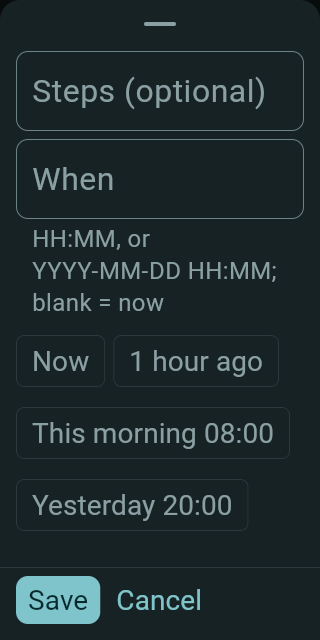 Steps (optional)
When
HH:MM, or
YYYY-MM-DD HH:MM;
blank = now
Now
1 hour ago
This morning 08:00
Yesterday 20:00
Save
Cancel